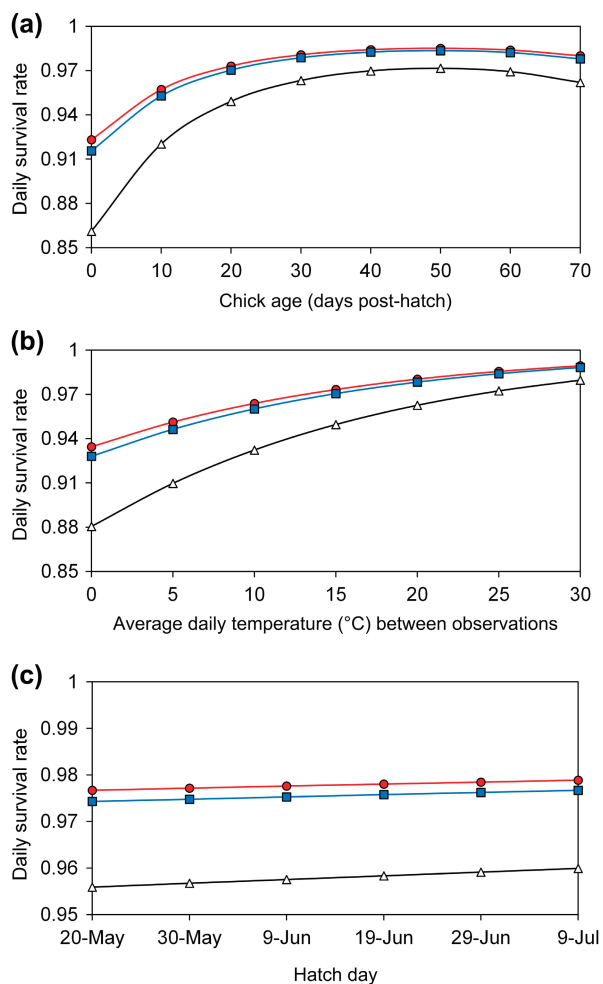 (a)
1
0.97
0.94
0.91
0.88
0.85
Daily survival rate
0 10 20 30 40 50 60 70
Chick age (days post-hatch)
(b)
1
0.97
0.94
0.91
0.88
0.85
Daily survival rate
0 5 10 15 20 25 30
Average daily temperature (°C) between observations
(c)
1
0.99
0.98
0.97
0.96
0.95
Daily survival rate
20-May 30-May 9-Jun 19-Jun 29-Jun 9-Jul
Hatch day